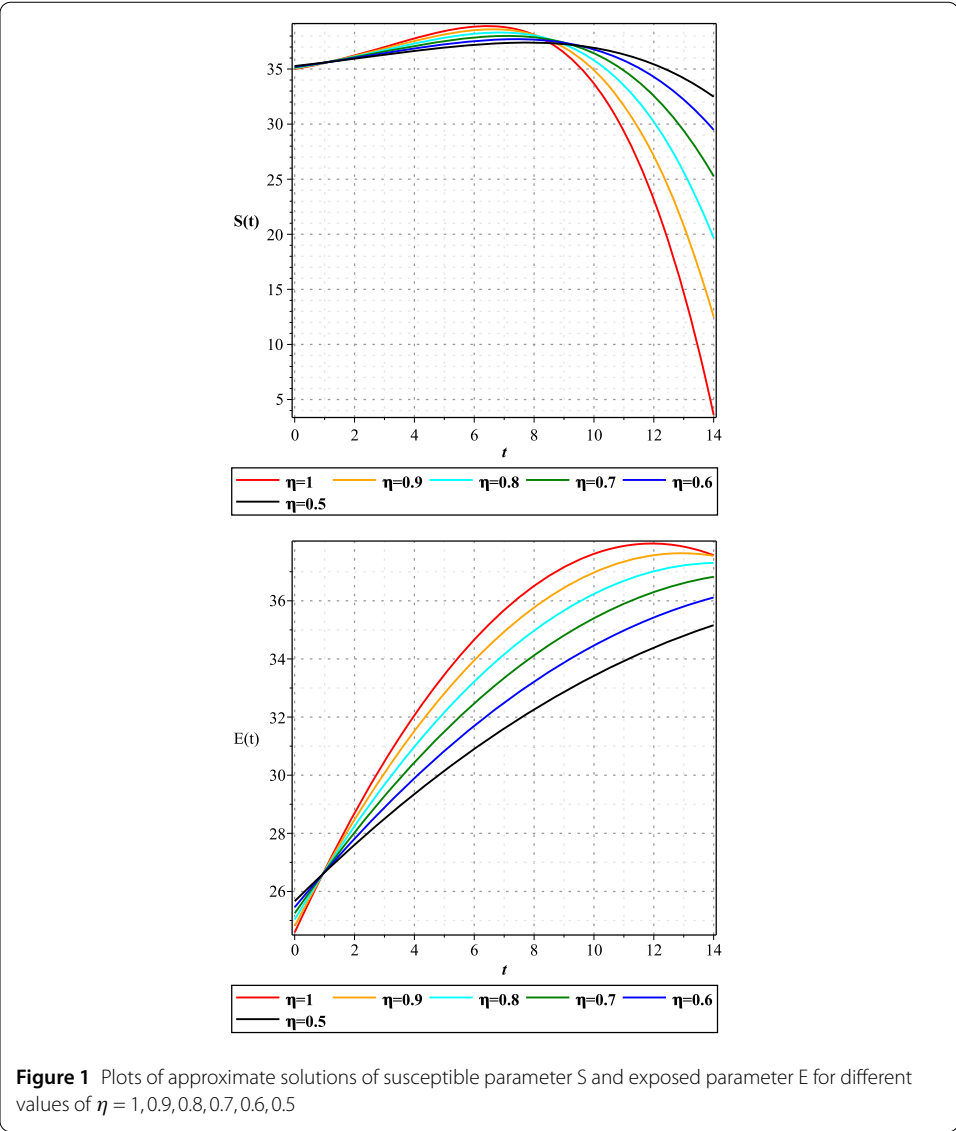 35
30
25
S(t)
20
15
10
5
0 2 4 6 8 10 12 14
t
η=1 η=0.9 η=0.8 η=0.7 η=0.6
η=0.5
36
34
32
E(t)
30
28
26
0 2 4 6 8 10 12 14
t
η=1 η=0.9 η=0.8 η=0.7 η=0.6
η=0.5
Figure 1 Plots of approximate solutions of susceptible parameter S and exposed parameter E for different
values of η = 1, 0.9, 0.8, 0.7, 0.6, 0.5